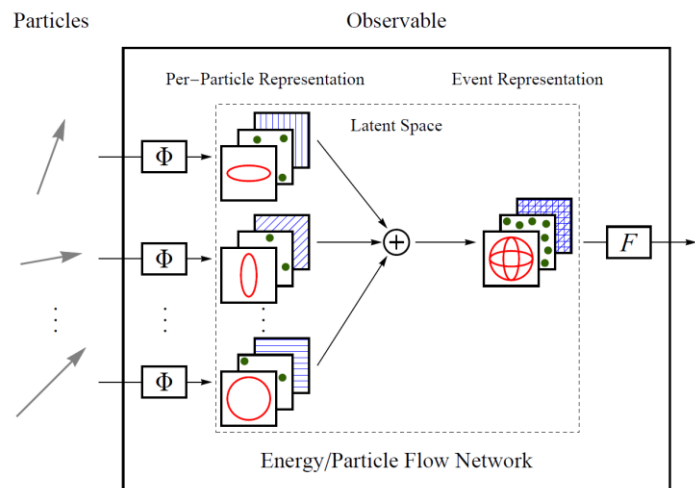 Particles
Observable
Per−Particle Representation
Event Representation
Latent Space
Φ
Φ
F
Φ
Energy/Particle Flow Network